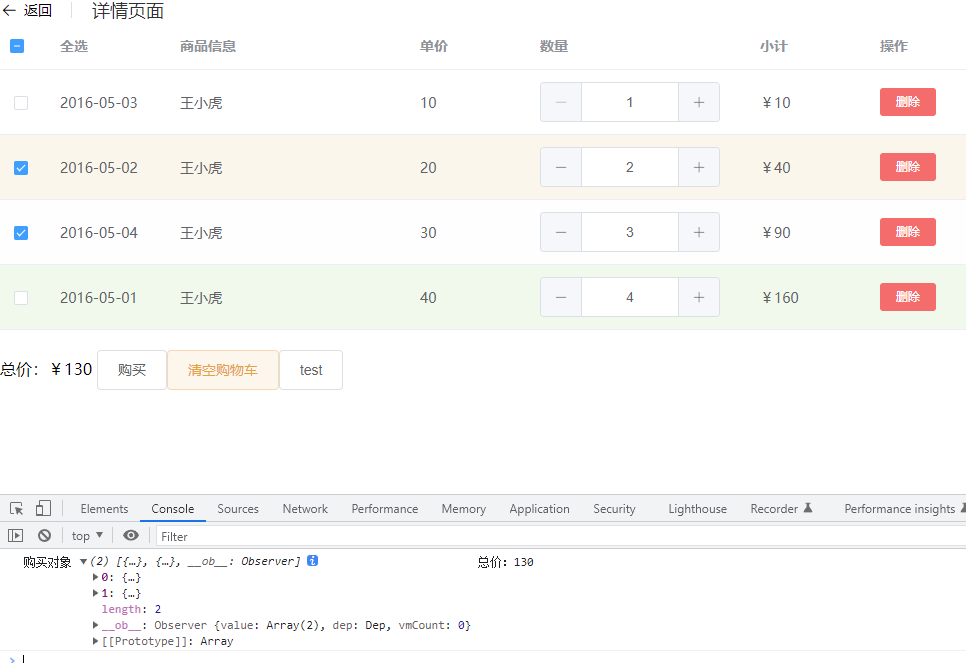 返回 详情页面
全选 商品信息 单价 数量 小计 操作
2016-05-03 王小虎 10 1 ¥10 删除
2016-05-02 王小虎 20 2 ¥40 删除
2016-05-04 王小虎 30 3 ¥90 删除
2016-05-01 王小虎 40 4 ¥160 删除
总价: ¥130 购买 清空购物车 test
Elements Console Sources Network Performance Memory Application Security Lighthouse Recorder Performance insights
top Filter
购买对象 (2) [{…}, {…}, __ob__: Observer] 总价: 130
0: {…}
1: {…}
length: 2
__ob__: Observer {value: Array(2), dep: Dep, vmCount: 0}
[[Prototype]]: Array